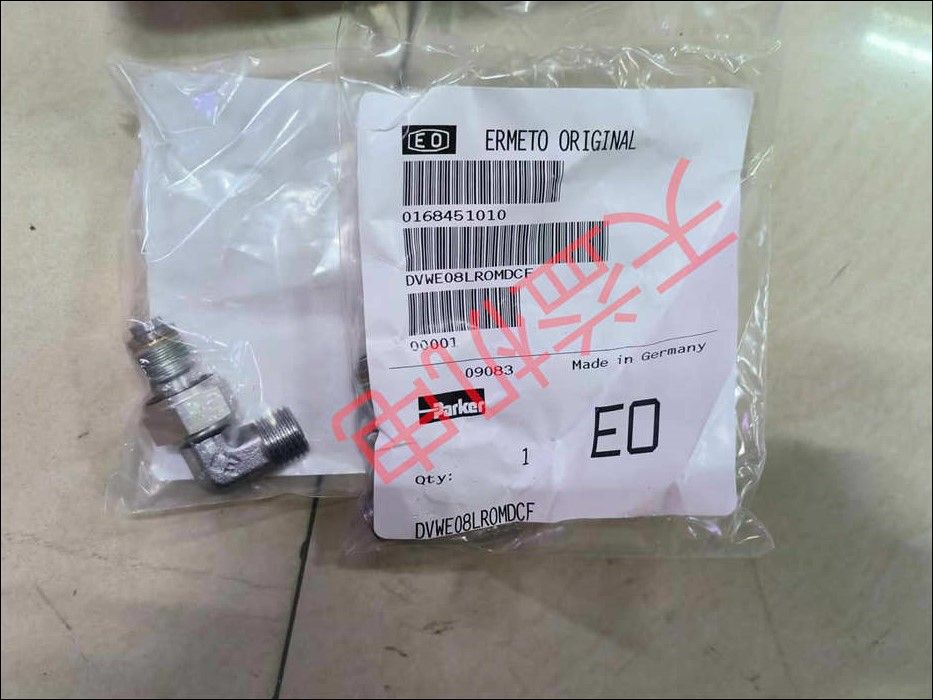 EO
ERMETO ORIGINAL
0168451010
DVWE08LROMDCF
00001
09083
Made in Germany
Parker
EO
Qty:
1
DVWE08LROMDCF